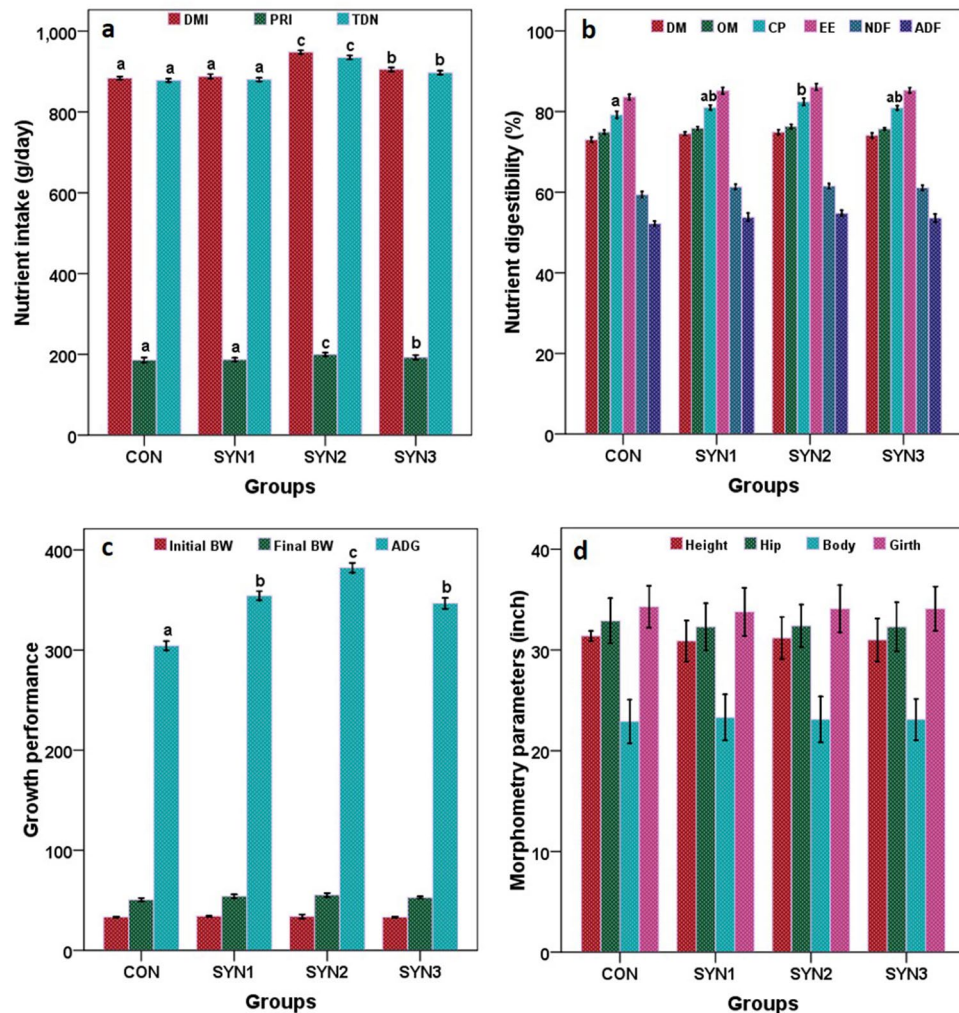 a
DMI PRI TDN
1,000
800
600
400
200
0
Nutrient intake (g/day)
a a a a c c b b
a a c b
CON SYN1 SYN2 SYN3
Groups
b
DM OM CP EE NDF ADF
100
80
60
40
20
0
Nutrient digestibility (%)
a ab b ab
CON SYN1 SYN2 SYN3
Groups
c
Initial BW Final BW ADG
400
300
200
100
0
Growth performance
a b c b
CON SYN1 SYN2 SYN3
Groups
d
Height Hip Body Girth
40
30
20
10
0
Morphometry parameters (inch)
CON SYN1 SYN2 SYN3
Groups